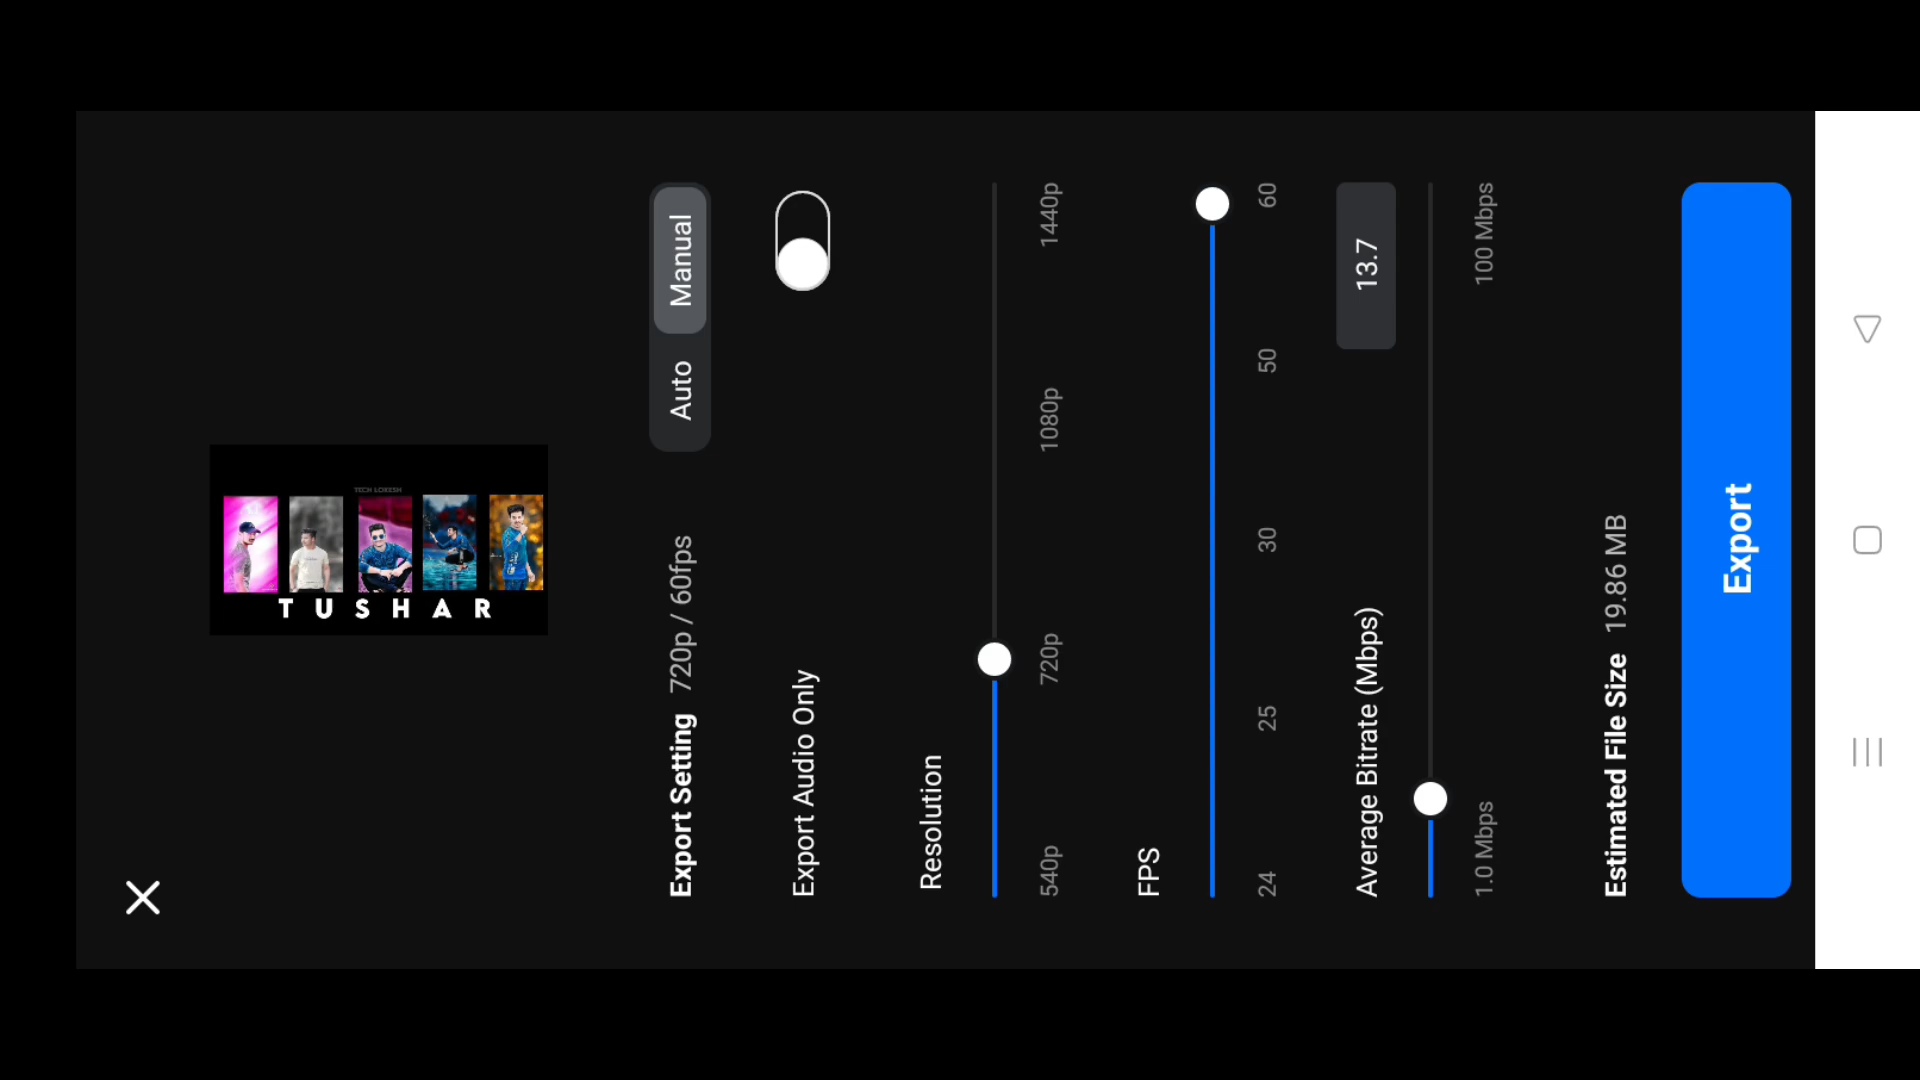 TECH LOKESH
T U S H A R
Export Setting 720p / 60fps
Auto Manual
Export Audio Only
Resolution
540p 720p 1080p 1440p
FPS
24 25 30 50 60
Average Bitrate (Mbps) 13.7
1.0 Mbps 100 Mbps
Estimated File Size 19.86 MB
Export